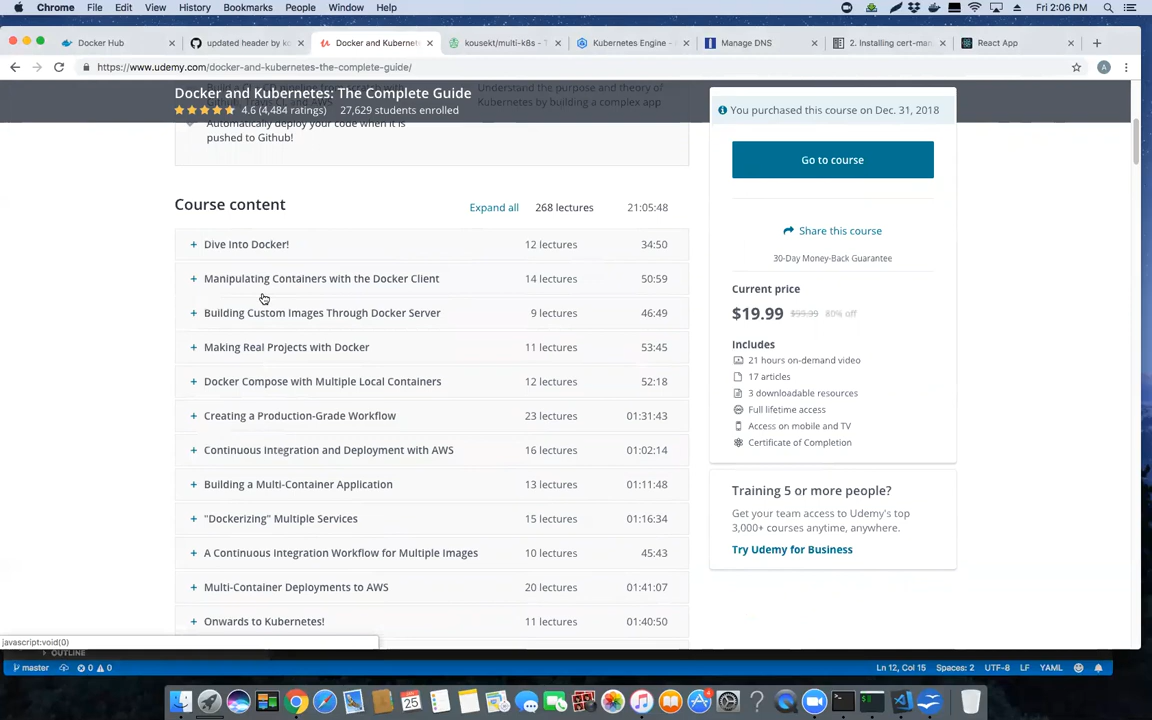 Chrome File Edit View History Bookmarks People Window Help Fri 2:06 PM
Docker Hub × updated header by ko × Docker and Kubernet × kousekt/multi-k8s - T × Kubernetes Engine - × Manage DNS × 2. Installing cert-man × React App × +
https://www.udemy.com/docker-and-kubernetes-the-complete-guide/ A
Understand the purpose and theory of
Docker and Kubernetes: The Complete Guide
Github, Travis CI, and AWS Kubernetes by building a complex app
4.6 (4,484 ratings) 27,629 students enrolled
Automatically deploy your code when it is
pushed to Github!
You purchased this course on Dec. 31, 2018
Go to course
Share this course
30-Day Money-Back Guarantee
Current price
$19.99 $99.99 80% off
Includes
21 hours on-demand video
17 articles
3 downloadable resources
Full lifetime access
Access on mobile and TV
Certificate of Completion
Training 5 or more people?
Get your team access to Udemy's top
3,000+ courses anytime, anywhere.
Try Udemy for Business
Course content Expand all 268 lectures 21:05:48
+ Dive Into Docker! 12 lectures 34:50
+ Manipulating Containers with the Docker Client 14 lectures 50:59
+ Building Custom Images Through Docker Server 9 lectures 46:49
+ Making Real Projects with Docker 11 lectures 53:45
+ Docker Compose with Multiple Local Containers 12 lectures 52:18
+ Creating a Production-Grade Workflow 23 lectures 01:31:43
+ Continuous Integration and Deployment with AWS 16 lectures 01:02:14
+ Building a Multi-Container Application 13 lectures 01:11:48
+ "Dockerizing" Multiple Services 15 lectures 01:16:34
+ A Continuous Integration Workflow for Multiple Images 10 lectures 45:43
+ Multi-Container Deployments to AWS 20 lectures 01:41:07
+ Onwards to Kubernetes! 11 lectures 01:40:50
javascript:void(0)
OUTLINE
master 0 0 Ln 12, Col 15 Spaces: 2 UTF-8 LF YAML
25